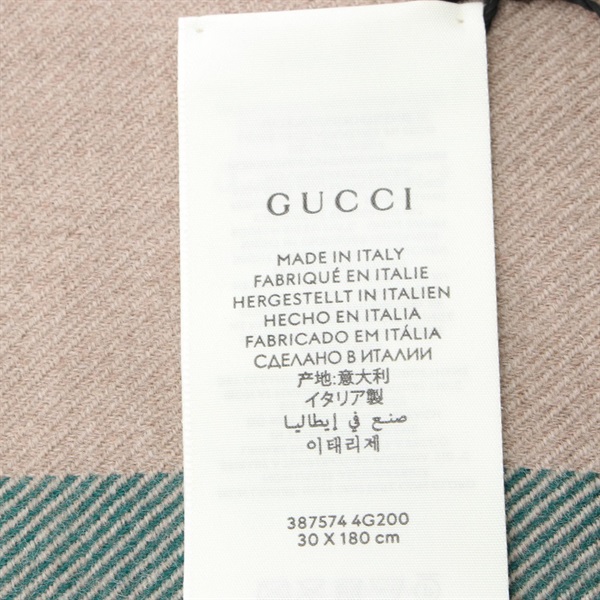 GUCCI
MADE IN ITALY
FABRIQUÉ EN ITALIE
HERGESTELLT IN ITALIEN
HECHO EN ITALIA
FABRICADO EM ITÁLIA
СДЕЛАНО В ИТАЛИИ
产地:意大利
イタリア製
صنع في إيطاليا
이태리제
387574 4G200
30 X 180 cm